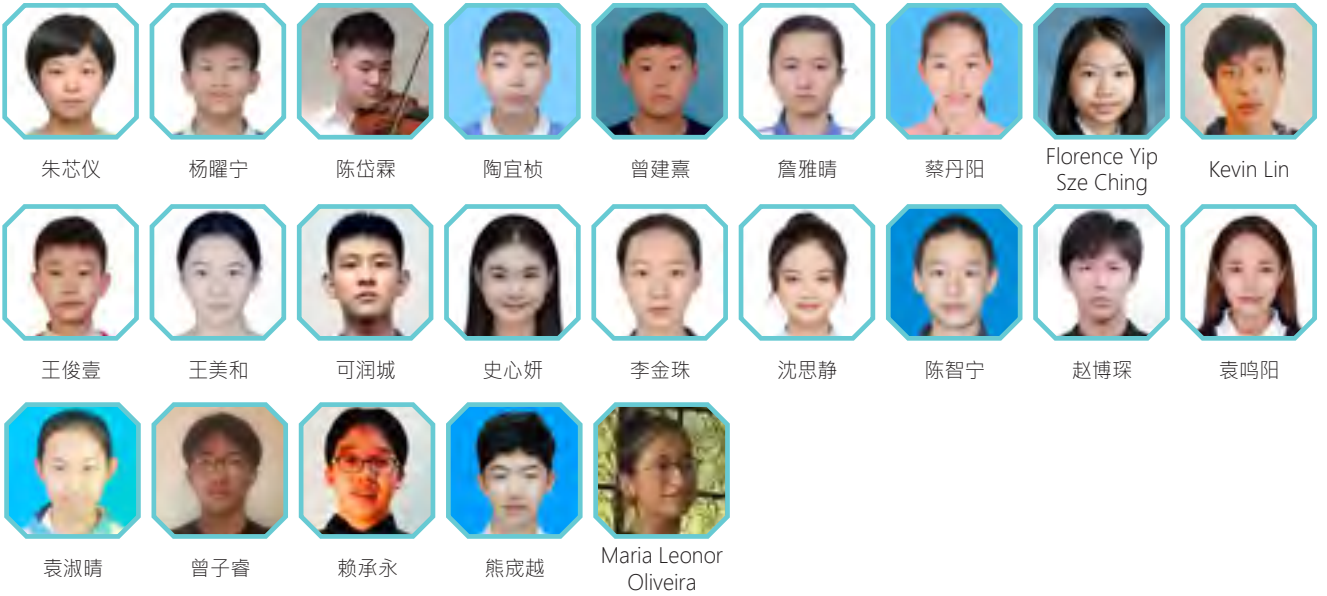 朱芯仪
杨曜宁
陈岱霖
陶宜桢
曾建熹
詹雅晴
蔡丹阳
Florence Yip
Sze Ching
Kevin Lin
王俊壹
王美和
可润城
史心妍
李金珠
沈思静
陈智宁
赵博琛
袁鸣阳
袁淑晴
曾子睿
赖承永
熊宬越
Maria Leonor
Oliveira